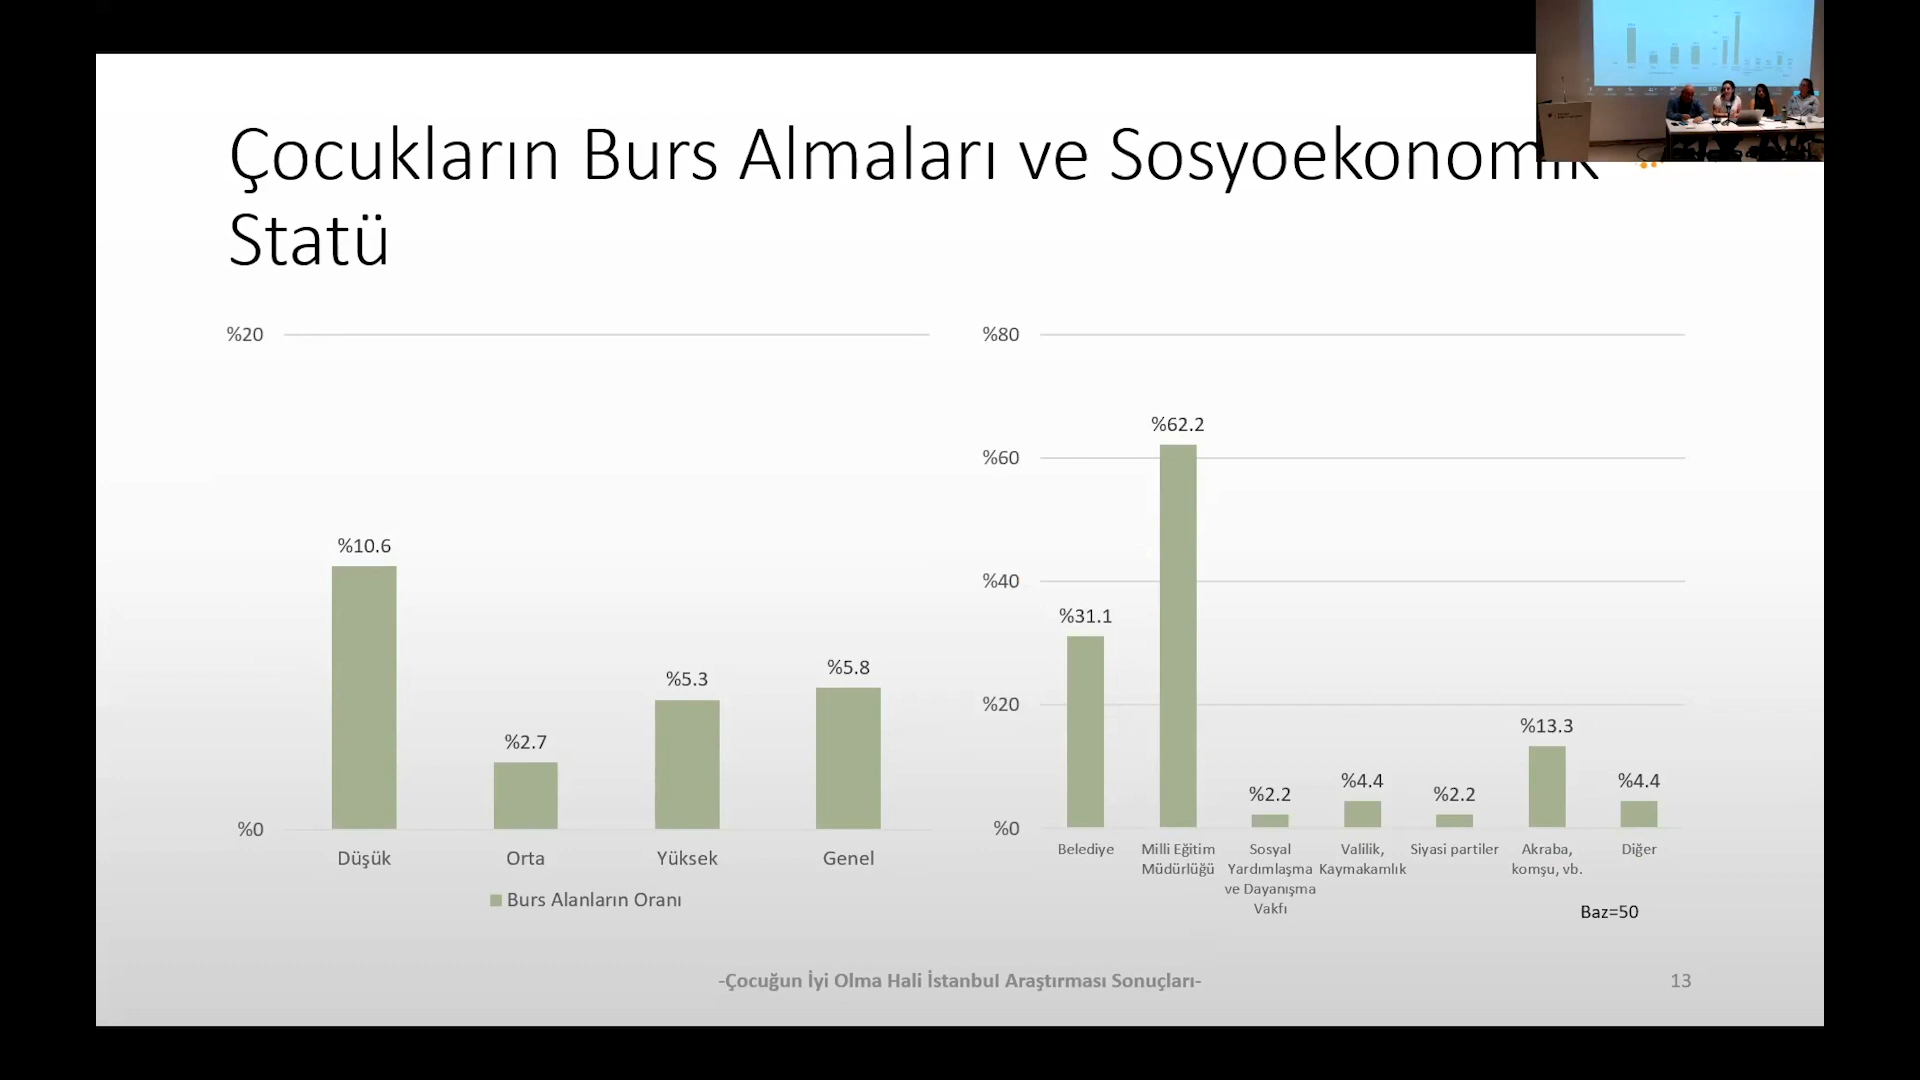 Çocukların Burs Almaları ve Sosyoekonomik
Statü
%20
%0
%10.6
%2.7
%5.3
%5.8
Düşük
Orta
Yüksek
Genel
Burs Alanların Oranı
%80
%60
%40
%20
%0
%31.1
%62.2
%2.2
%4.4
%2.2
%13.3
%4.4
Belediye
Milli Eğitim
Müdürlüğü
Sosyal
Yardımlaşma
ve Dayanışma
Vakfı
Valilik,
Kaymakamlık
Siyasi partiler
Akraba,
komşu, vb.
Diğer
Baz=50
-Çocuğun İyi Olma Hali İstanbul Araştırması Sonuçları-
13